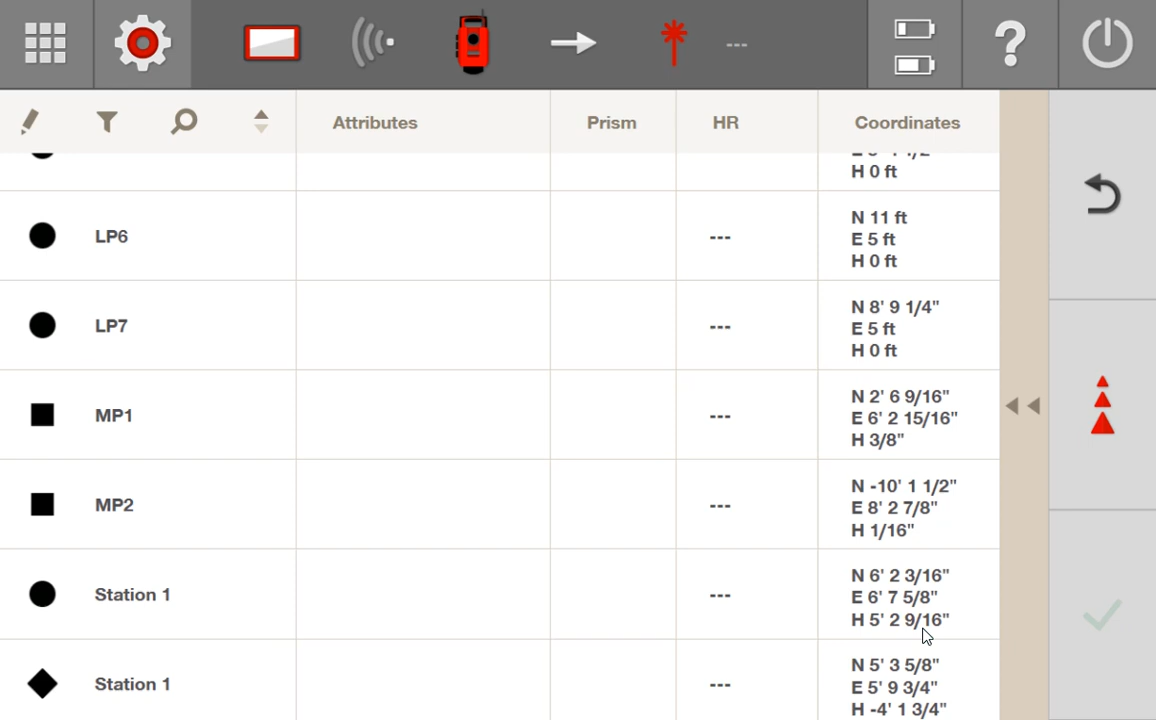 ---
?
Attributes Prism HR Coordinates
H 0 ft
LP6 --- N 11 ft
E 5 ft
H 0 ft
LP7 --- N 8' 9 1/4"
E 5 ft
H 0 ft
MP1 --- N 2' 6 9/16"
E 6' 2 15/16"
H 3/8"
MP2 --- N -10' 1 1/2"
E 8' 2 7/8"
H 1/16"
Station 1 --- N 6' 2 3/16"
E 6' 7 5/8"
H 5' 2 9/16"
Station 1 --- N 5' 3 5/8"
E 5' 9 3/4"
H -4' 1 3/4"